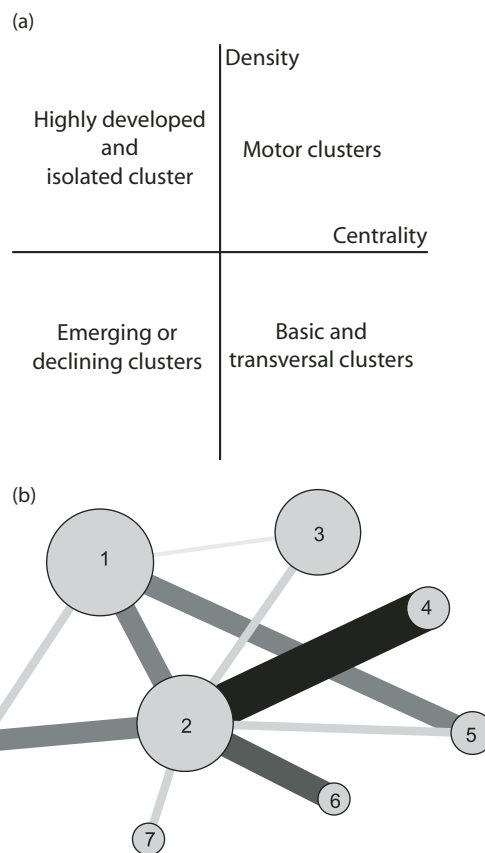 (a)
Density
Highly developed
and
isolated cluster
Motor clusters
Centrality
Emerging or
declining clusters
Basic and
transversal clusters
(b)
1
3
4
2
5
6
7